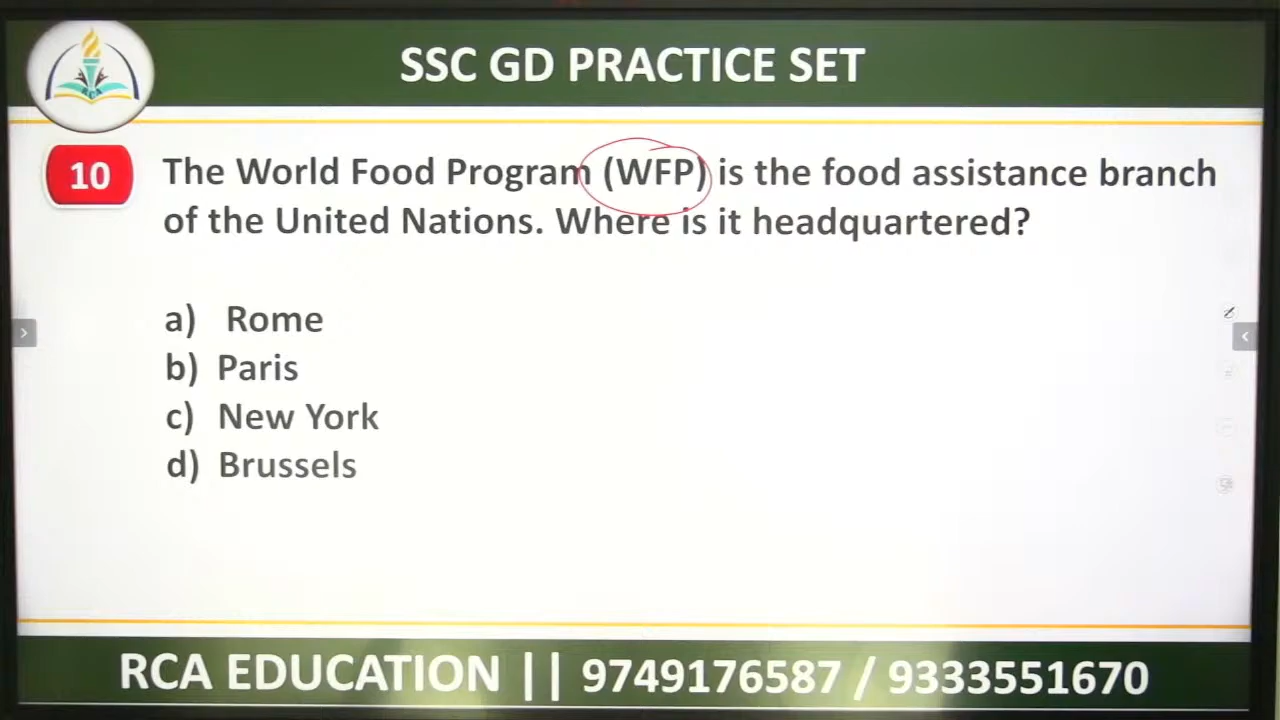 SSC GD PRACTICE SET
RCA
10
The World Food Program (WFP) is the food assistance branch
of the United Nations. Where is it headquartered?
a) Rome
b) Paris
c) New York
d) Brussels
RCA EDUCATION || 9749176587 / 9333551670